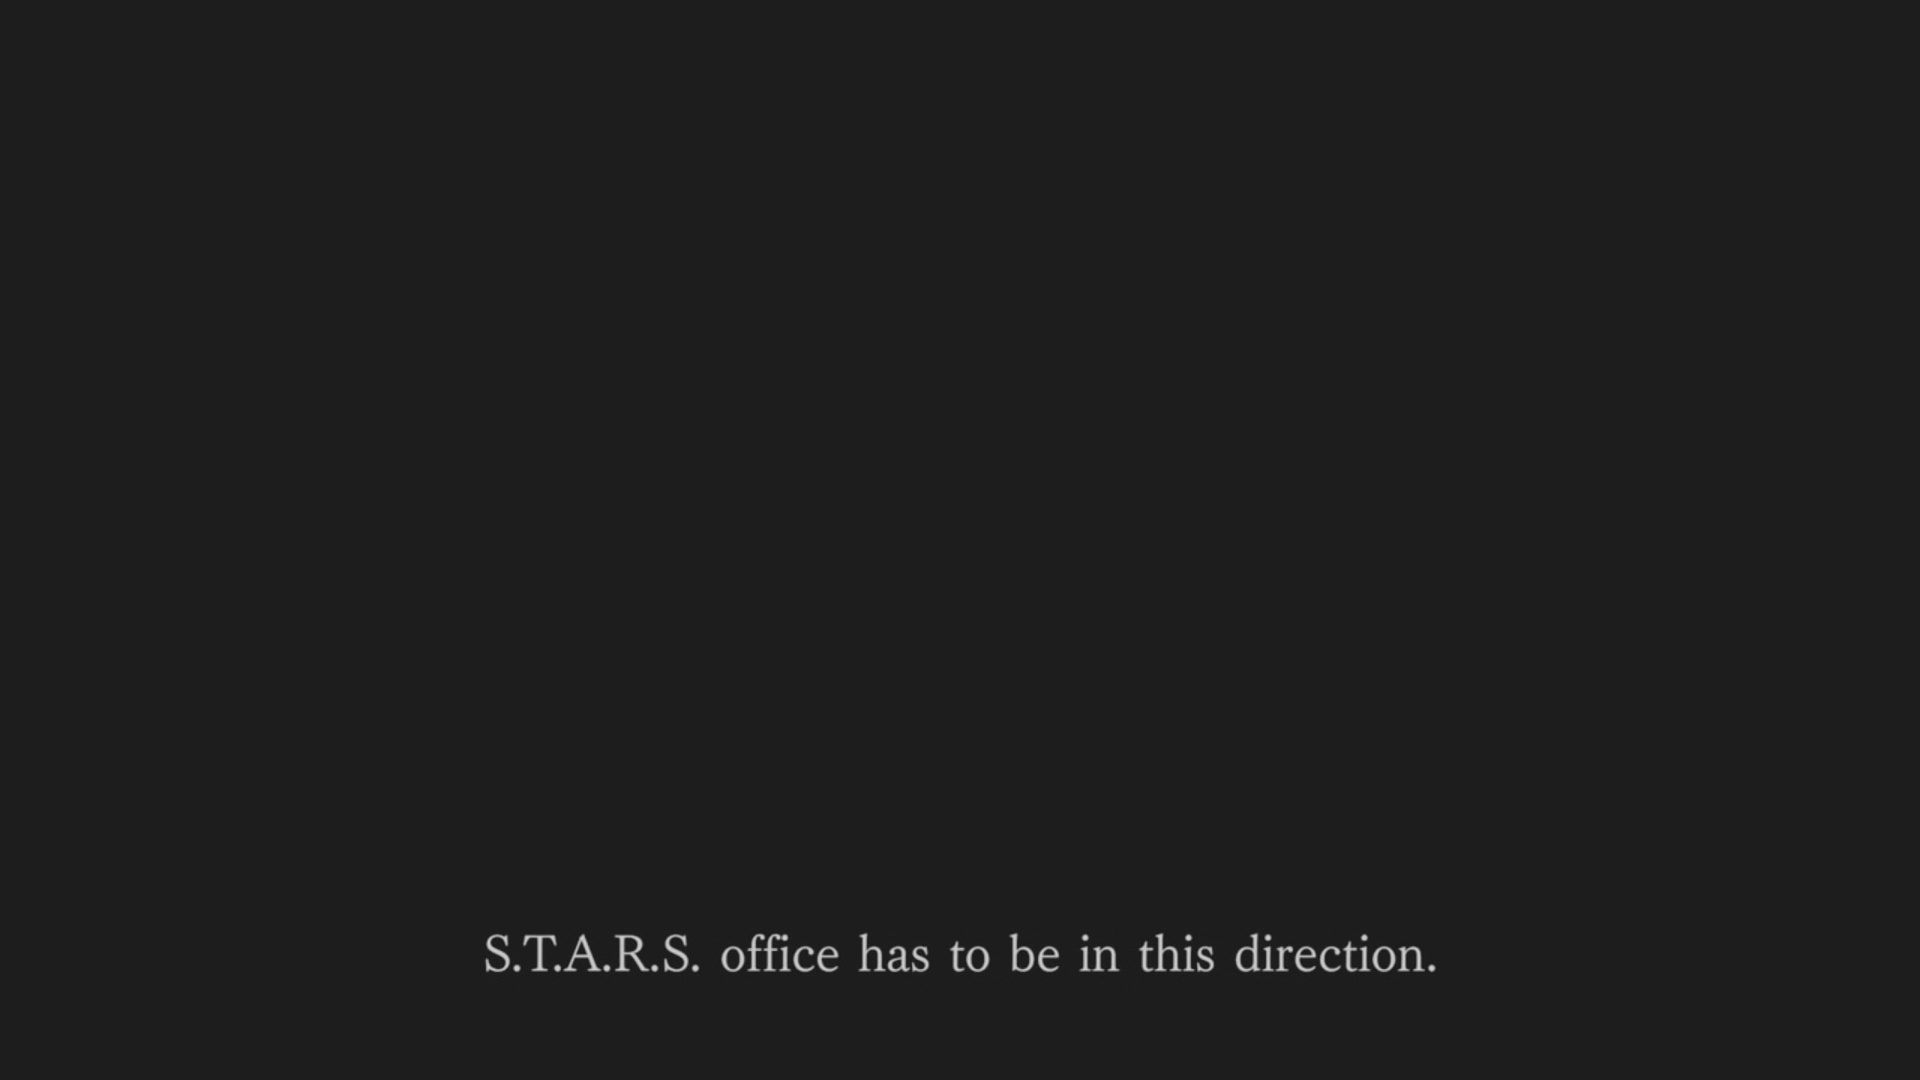 S.T.A.R.S. office has to be in this direction.